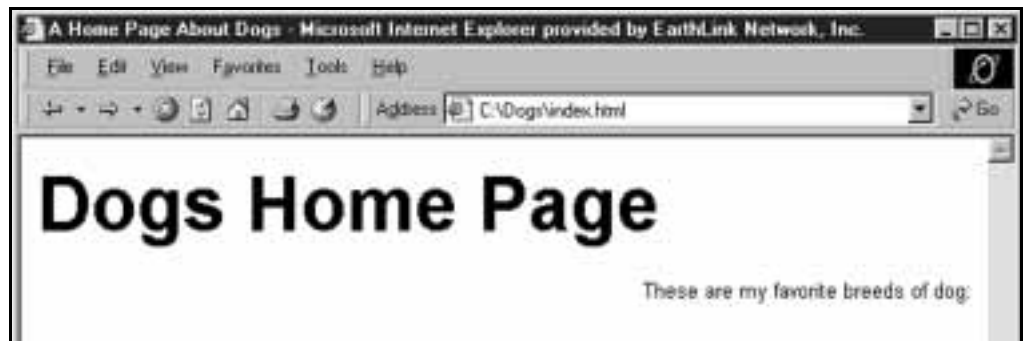 A Home Page About Dogs - Microsoft Internet Explorer provided by EarthLink Network, Inc.
File Edit View Favorites Tools Help
Address C:\Dogs\index.html Go
Dogs Home Page
These are my favorite breeds of dog: